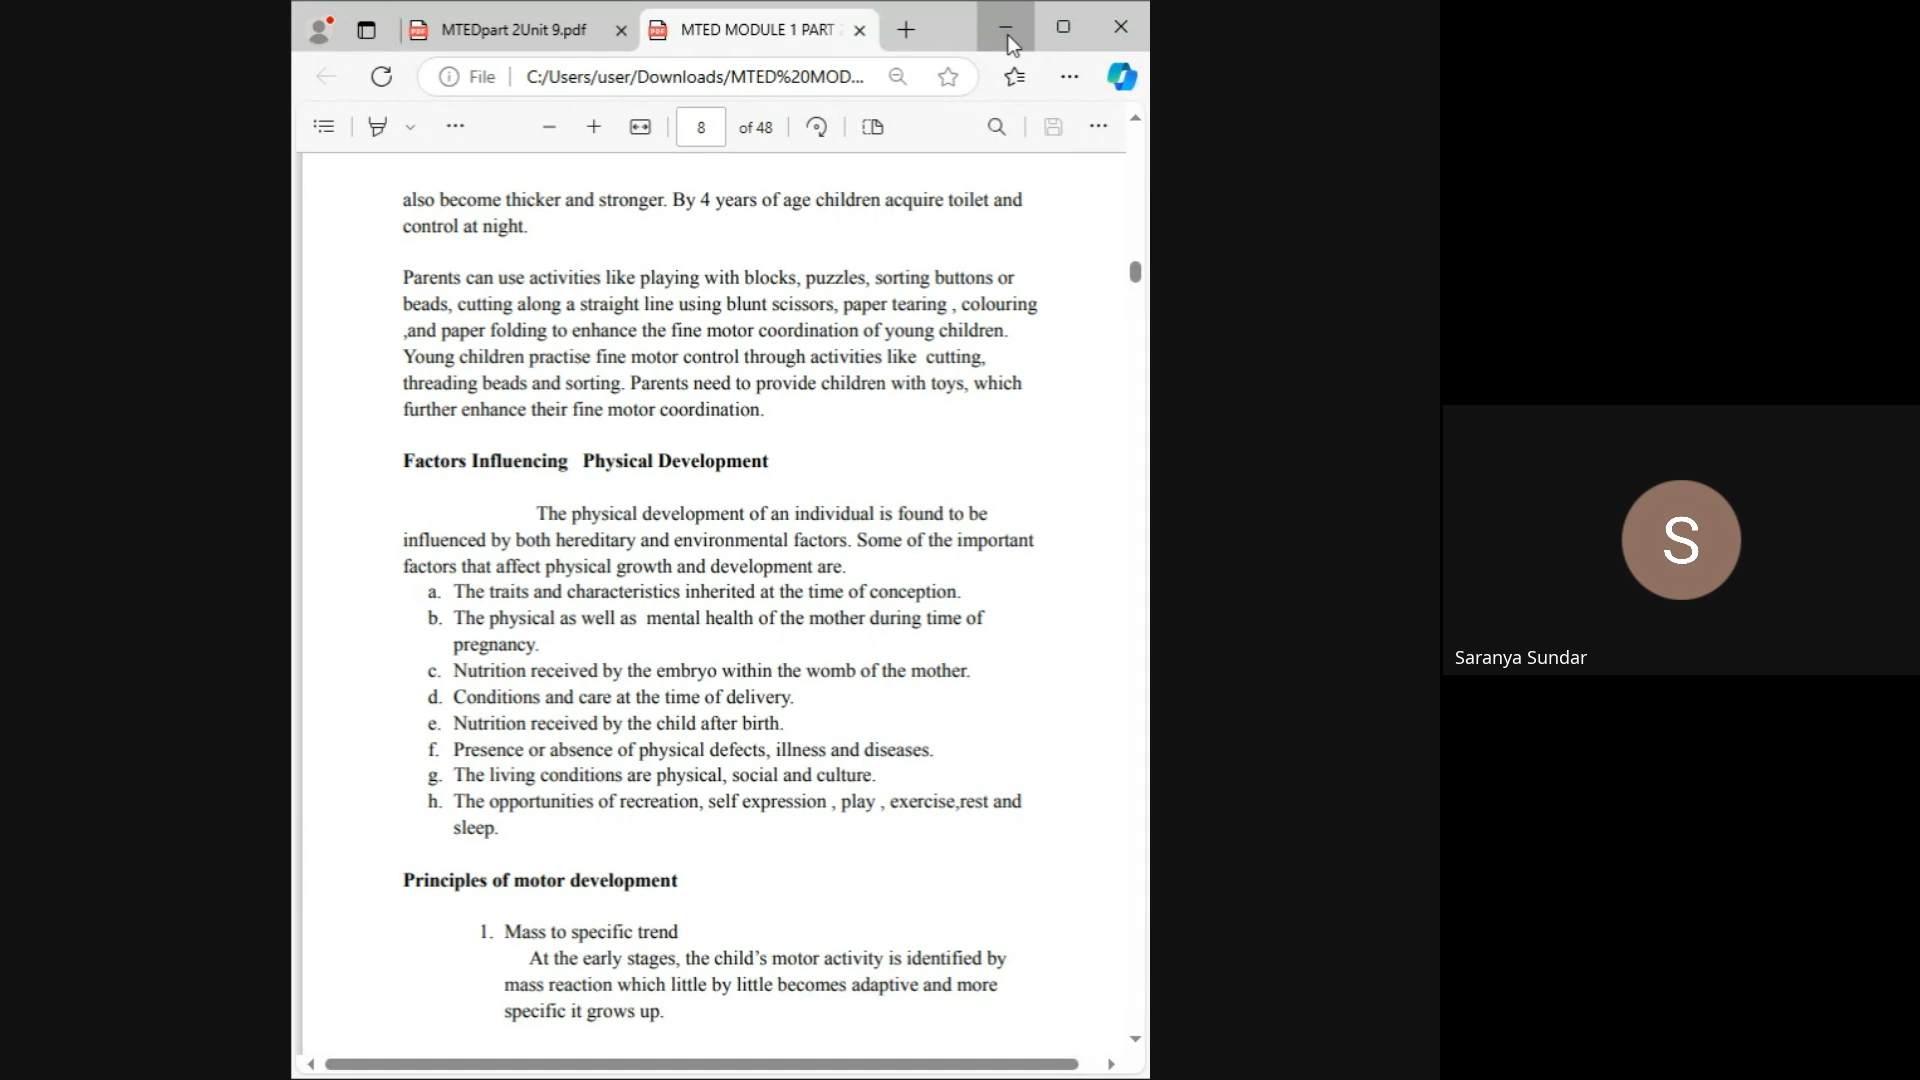 MTEDpart 2Unit 9.pdf
MTED MODULE 1 PART
File
C:/Users/user/Downloads/MTED%20MOD...
8 of 48
also become thicker and stronger. By 4 years of age children acquire toilet and
control at night.
Parents can use activities like playing with blocks, puzzles, sorting buttons or
beads, cutting along a straight line using blunt scissors, paper tearing , colouring
,and paper folding to enhance the fine motor coordination of young children.
Young children practise fine motor control through activities like  cutting,
threading beads and sorting. Parents need to provide children with toys, which
further enhance their fine motor coordination.
Factors Influencing   Physical Development
The physical development of an individual is found to be
influenced by both hereditary and environmental factors. Some of the important
factors that affect physical growth and development are.
a. The traits and characteristics inherited at the time of conception.
b. The physical as well as  mental health of the mother during time of
pregnancy.
c. Nutrition received by the embryo within the womb of the mother.
d. Conditions and care at the time of delivery.
e. Nutrition received by the child after birth.
f. Presence or absence of physical defects, illness and diseases.
g. The living conditions are physical, social and culture.
h. The opportunities of recreation, self expression , play , exercise,rest and
sleep.
Principles of motor development
1. Mass to specific trend
At the early stages, the child’s motor activity is identified by
mass reaction which little by little becomes adaptive and more
specific it grows up.
S
Saranya Sundar